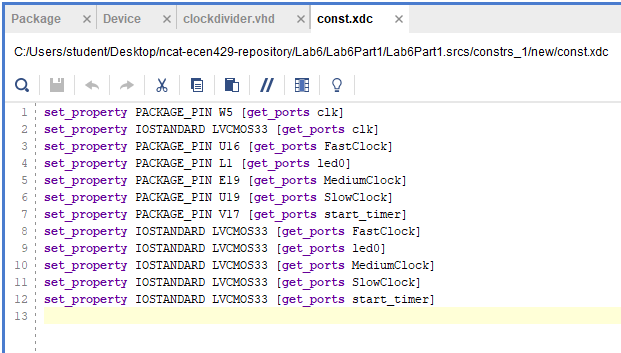 Package × Device × clockdivider.vhd × const.xdc ×
C:/Users/student/Desktop/ncat-ecen429-repository/Lab6/Lab6Part1/Lab6Part1.srcs/constrs_1/new/const.xdc
1 set_property PACKAGE_PIN W5 [get_ports clk]
2 set_property IOSTANDARD LVCMOS33 [get_ports clk]
3 set_property PACKAGE_PIN U16 [get_ports FastClock]
4 set_property PACKAGE_PIN L1 [get_ports led0]
5 set_property PACKAGE_PIN E19 [get_ports MediumClock]
6 set_property PACKAGE_PIN U19 [get_ports SlowClock]
7 set_property PACKAGE_PIN V17 [get_ports start_timer]
8 set_property IOSTANDARD LVCMOS33 [get_ports FastClock]
9 set_property IOSTANDARD LVCMOS33 [get_ports led0]
10 set_property IOSTANDARD LVCMOS33 [get_ports MediumClock]
11 set_property IOSTANDARD LVCMOS33 [get_ports SlowClock]
12 set_property IOSTANDARD LVCMOS33 [get_ports start_timer]
13